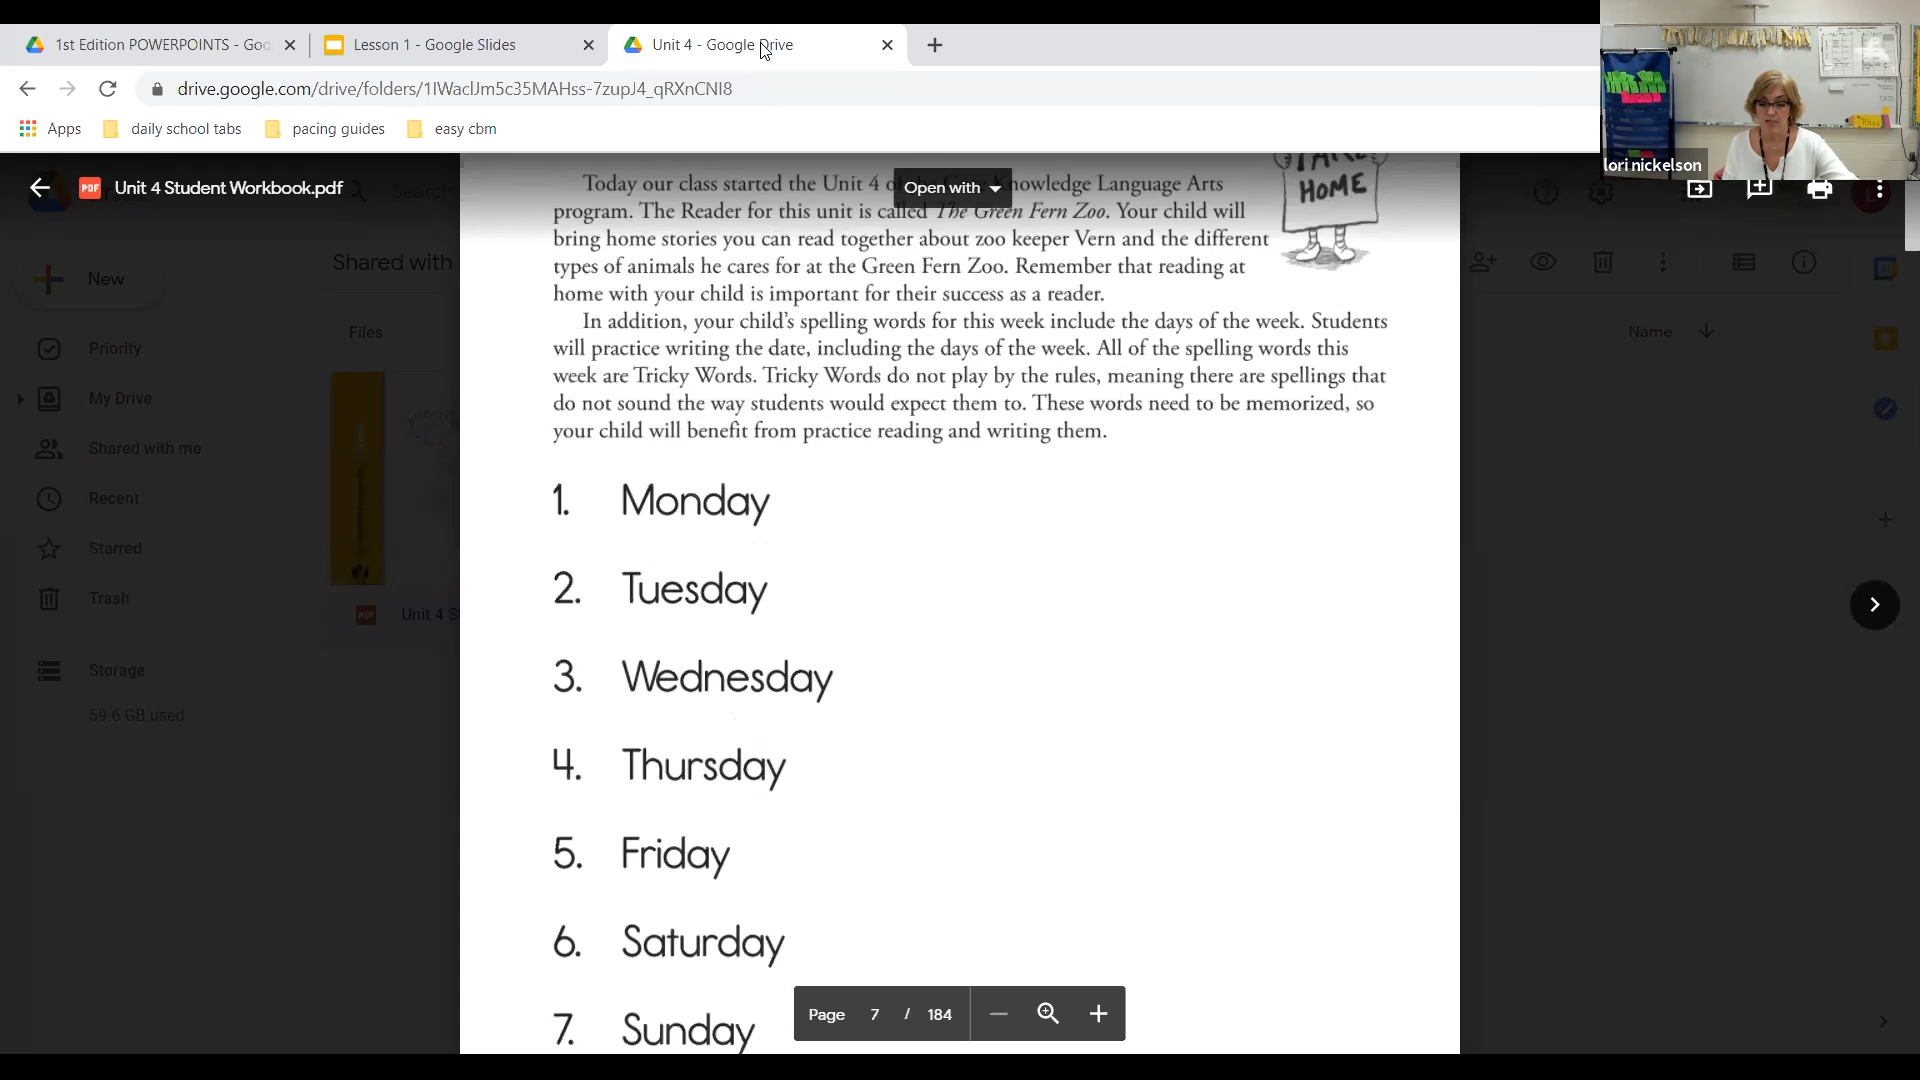 1st Edition POWERPOINTS - Goo
Lesson 1 - Google Slides
Unit 4 - Google Drive
drive.google.com/drive/folders/1IWaclJm5c35MAHss-7zupJ4_qRXnCNI8
Apps
daily school tabs
pacing guides
easy cbm
lori nickelson
PDF
Unit 4 Student Workbook.pdf
Search
Open with
TAKE
HOME
Today our class started the Unit 4 of the Core Knowledge Language Arts
program. The Reader for this unit is called The Green Fern Zoo. Your child will
bring home stories you can read together about zoo keeper Vern and the different
types of animals he cares for at the Green Fern Zoo. Remember that reading at
home with your child is important for their success as a reader.
In addition, your child's spelling words for this week include the days of the week. Students
will practice writing the date, including the days of the week. All of the spelling words this
week are Tricky Words. Tricky Words do not play by the rules, meaning there are spellings that
do not sound the way students would expect them to. These words need to be memorized, so
your child will benefit from practice reading and writing them.
1. Monday
2. Tuesday
3. Wednesday
4. Thursday
5. Friday
6. Saturday
7. Sunday
New
Priority
My Drive
Shared with me
Recent
Starred
Trash
Storage
59.6 GB used
Shared with
Files
Name
Unit 4 S
Page 7 / 184